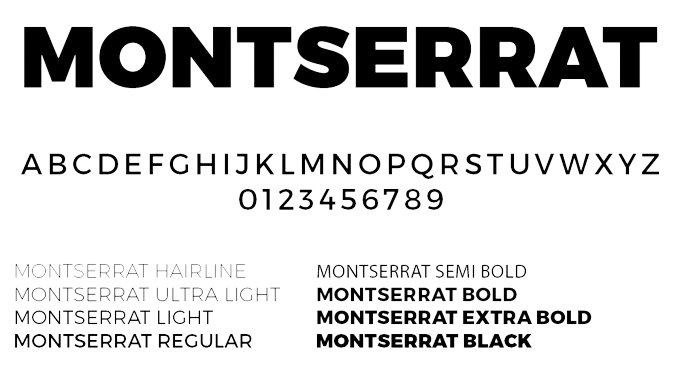 MONTSERRAT
ABCDEFGHIJKLMNOPQRSTUVWXYZ
0123456789
MONTSERRAT HAIRLINE
MONTSERRAT ULTRA LIGHT
MONTSERRAT LIGHT
MONTSERRAT REGULAR
MONTSERRAT SEMI BOLD
MONTSERRAT BOLD
MONTSERRAT EXTRA BOLD
MONTSERRAT BLACK